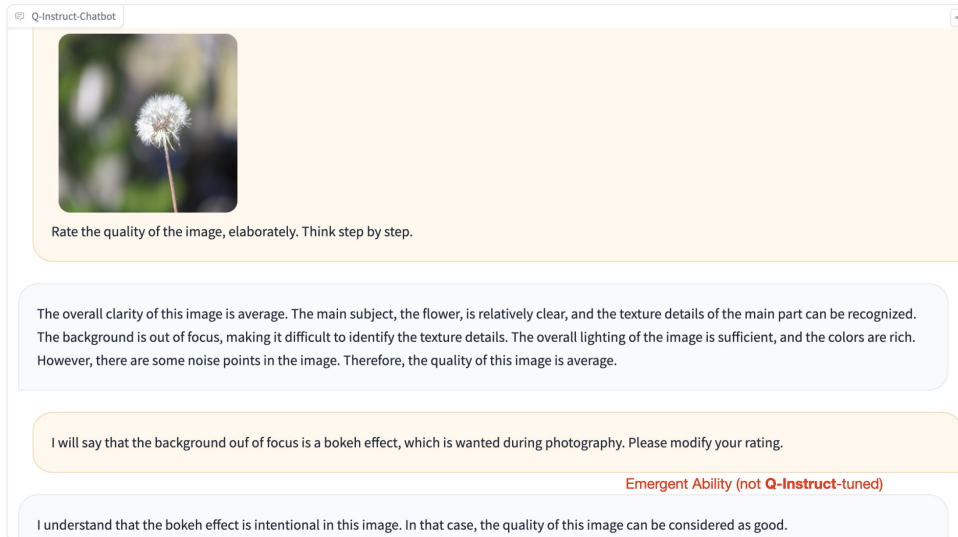 Q-Instruct-Chatbot
Rate the quality of the image, elaborately. Think step by step.
The overall clarity of this image is average. The main subject, the flower, is relatively clear, and the texture details of the main part can be recognized.
The background is out of focus, making it difficult to identify the texture details. The overall lighting of the image is sufficient, and the colors are rich.
However, there are some noise points in the image. Therefore, the quality of this image is average.
I will say that the background ouf of focus is a bokeh effect, which is wanted during photography. Please modify your rating.
Emergent Ability (not Q-Instruct-tuned)
I understand that the bokeh effect is intentional in this image. In that case, the quality of this image can be considered as good.